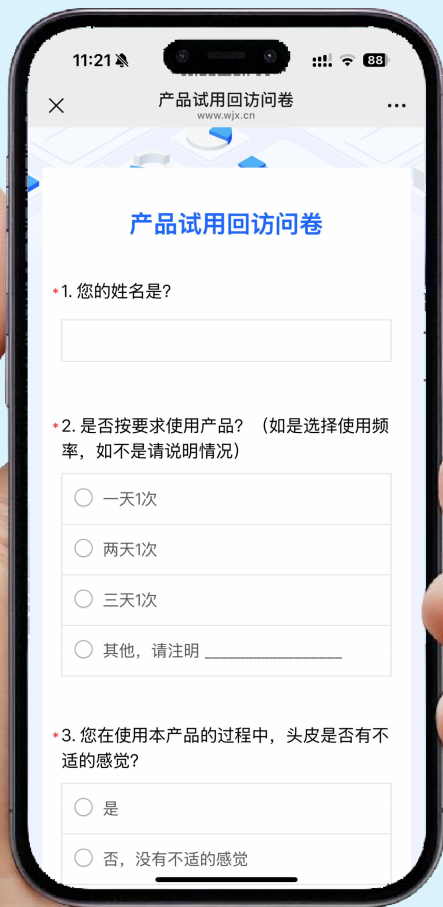 11:21
88
产品试用回访问卷
www.wjx.cn
产品试用回访问卷
*1. 您的姓名是?
*2. 是否按要求使用产品? (如是选择使用频
率，如不是请说明情况)
一天1次
两天1次
三天1次
其他，请注明 _________________
*3. 您在使用本产品的过程中，头皮是否有不
适的感觉?
是
否，没有不适的感觉